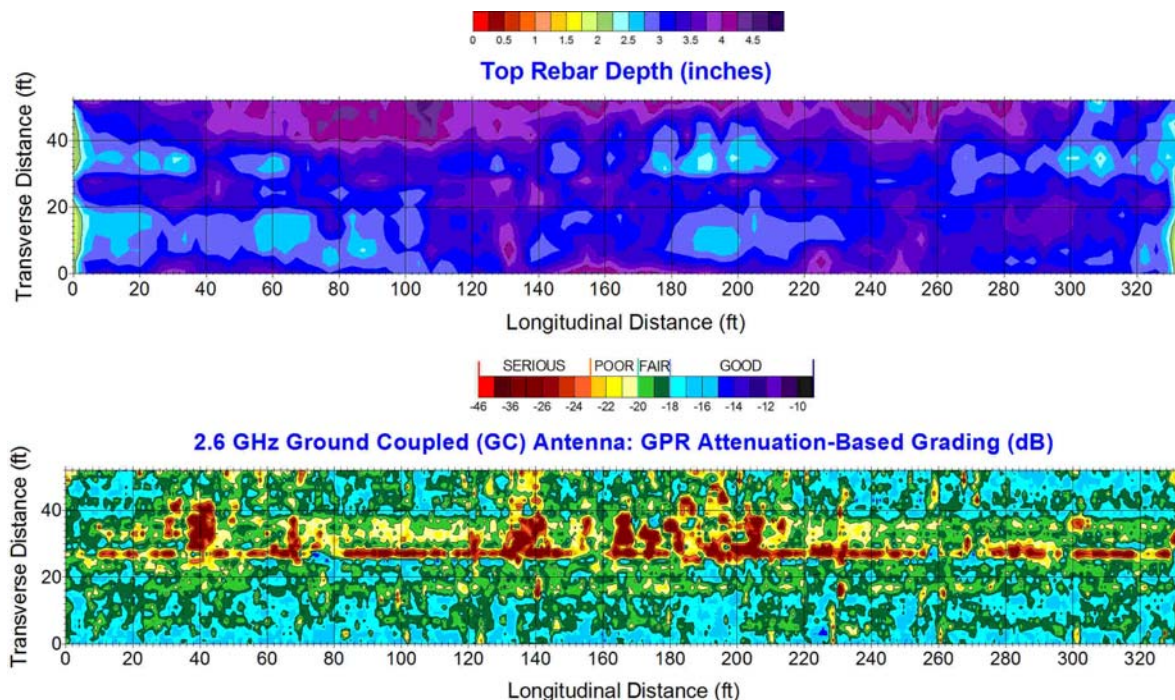 0 0.5 1 1.5 2 2.5 3 3.5 4 4.5
Top Rebar Depth (inches)
Transverse Distance (ft)
40
20
0
0 20 40 60 80 100 120 140 160 180 200 220 240 260 280 300 320
Longitudinal Distance (ft)
SERIOUS POOR FAIR GOOD
-46 -36 -26 -24 -22 -20 -18 -16 -14 -12 -10
2.6 GHz Ground Coupled (GC) Antenna: GPR Attenuation-Based Grading (dB)
Transverse Distance (ft)
40
20
0
0 20 40 60 80 100 120 140 160 180 200 220 240 260 280 300 320
Longitudinal Distance (ft)